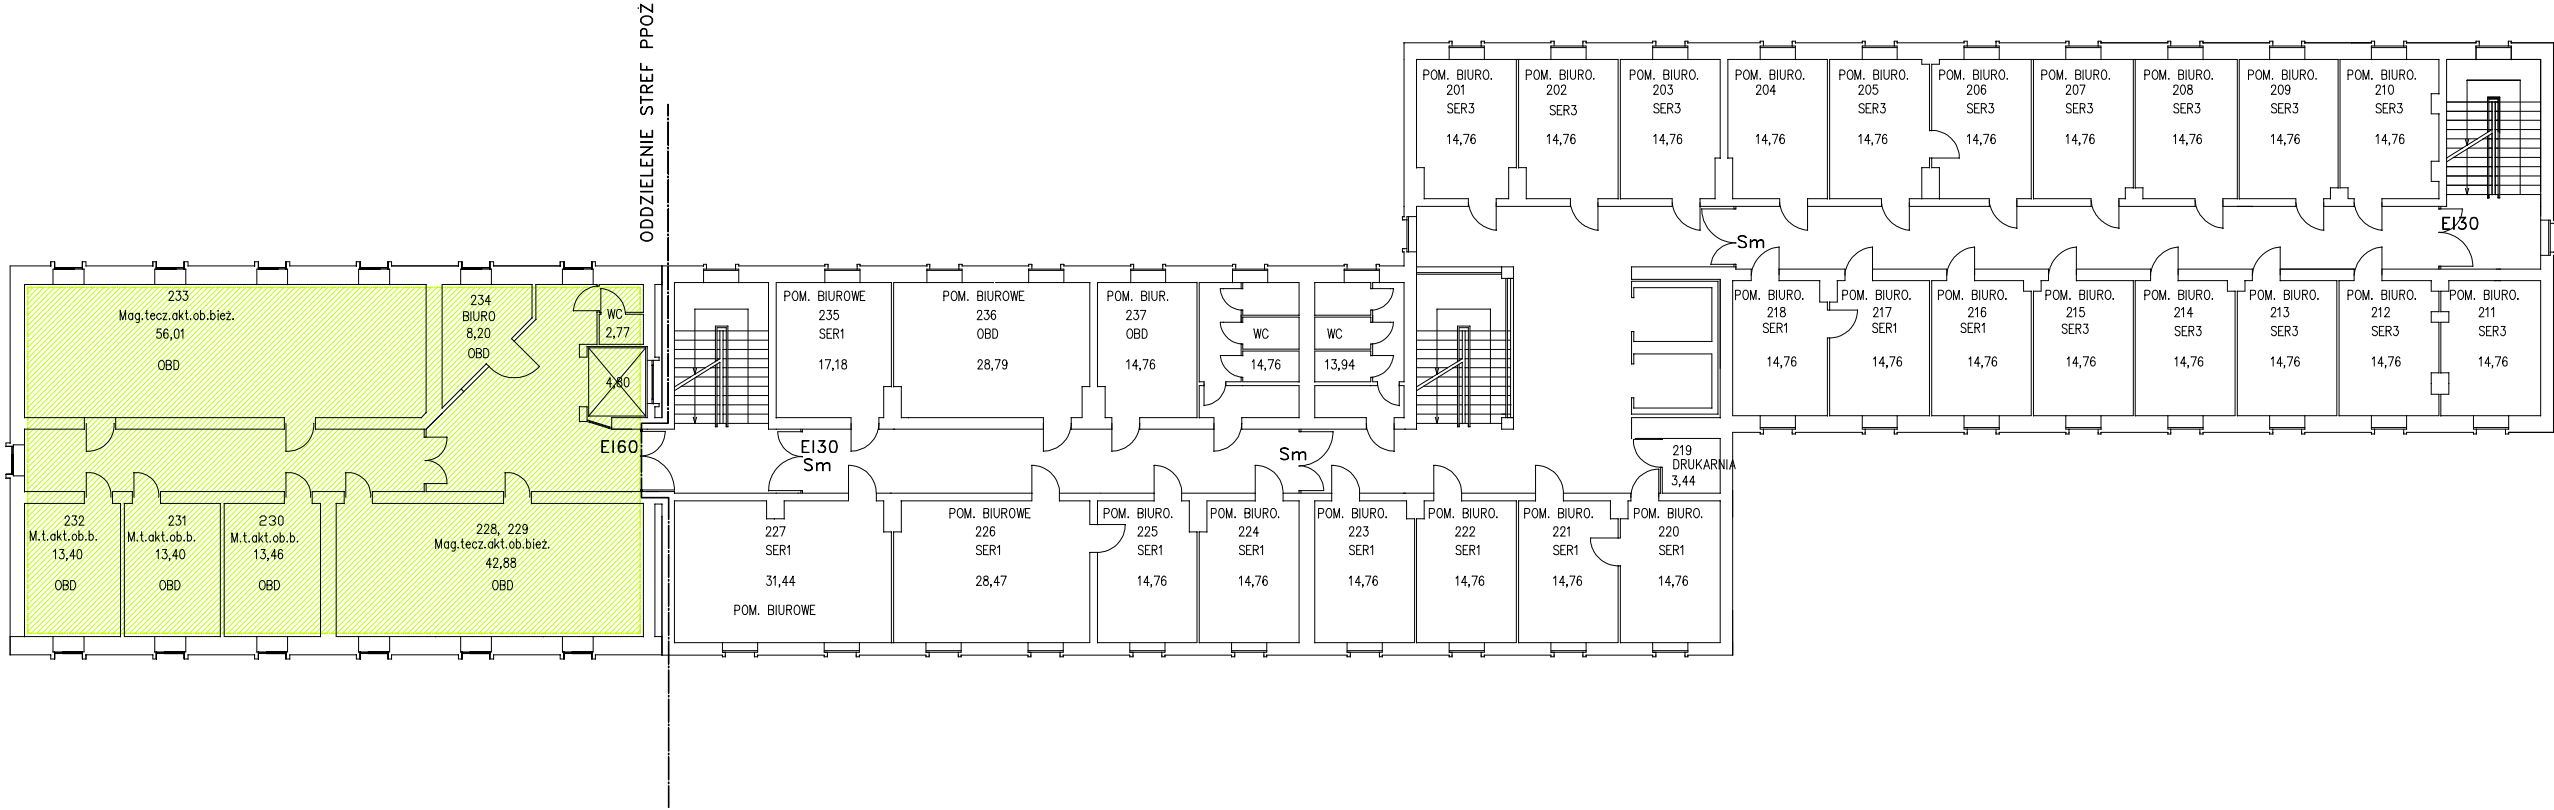 ODDZIELENIE STREF PPOŻ
POM. BIURO.
201
SER3
14,76
POM. BIURO.
202
SER3
14,76
POM. BIURO.
203
SER3
14,76
POM. BIURO.
204
14,76
POM. BIURO.
205
SER3
14,76
POM. BIURO.
206
SER3
14,76
POM. BIURO.
207
SER3
14,76
POM. BIURO.
208
SER3
14,76
POM. BIURO.
209
SER3
14,76
POM. BIURO.
210
SER3
14,76
Sm
EI30
233
Mag.tecz.akt.ob.bież.
56,01
OBD
234
BIURO
8,20
OBD
WC
2,77
4,80
POM. BIUROWE
235
SER1
17,18
POM. BIUROWE
236
OBD
28,79
POM. BIUR.
237
OBD
14,76
WC
14,76
WC
13,94
POM. BIURO.
218
SER1
14,76
POM. BIURO.
217
SER1
14,76
POM. BIURO.
216
SER1
14,76
POM. BIURO.
215
SER3
14,76
POM. BIURO.
214
SER3
14,76
POM. BIURO.
213
SER3
14,76
POM. BIURO.
212
SER3
14,76
POM. BIURO.
211
SER3
14,76
EI60
EI30
Sm
Sm
219
DRUKARNIA
3,44
232
M.t.akt.ob.b.
13,40
OBD
231
M.t.akt.ob.b.
13,40
OBD
230
M.t.akt.ob.b.
13,46
OBD
228, 229
Mag.tecz.akt.ob.bież.
42,88
OBD
227
SER1
31,44
POM. BIUROWE
POM. BIUROWE
226
SER1
28,47
POM. BIURO.
225
SER1
14,76
POM. BIURO.
224
SER1
14,76
POM. BIURO.
223
SER1
14,76
POM. BIURO.
222
SER1
14,76
POM. BIURO.
221
SER1
14,76
POM. BIURO.
220
SER1
14,76